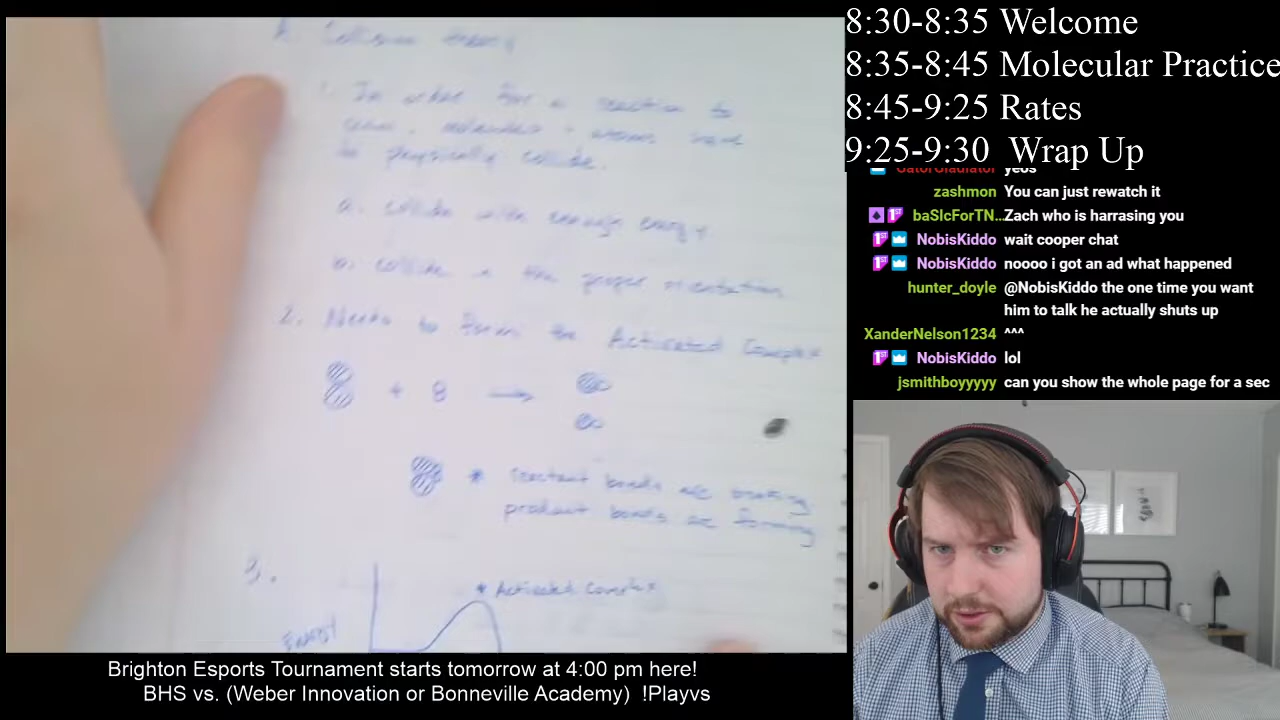 A. Collision theory
1. In order for a reaction to
occur, molecules + atoms have
to physically collide.
a. collide with enough energy
b. collide in the proper orientation
2. Needs to form the Activated Complex
+ →
* reactant bonds are breaking
product bonds are forming
3.
* Activated Complex
ENERGY
8:30-8:35 Welcome
8:35-8:45 Molecular Practice
8:45-9:25 Rates
9:25-9:30 Wrap Up
GatorGladiator yeos
zashmon You can just rewatch it
baSIcForTN... Zach who is harrasing you
NobisKiddo wait cooper chat
NobisKiddo noooo i got an ad what happened
hunter_doyle @NobisKiddo the one time you want
him to talk he actually shuts up
XanderNelson1234 ^^^
NobisKiddo lol
jsmithboyyyyy can you show the whole page for a sec
Brighton Esports Tournament starts tomorrow at 4:00 pm here!
BHS vs. (Weber Innovation or Bonneville Academy) !Playvs